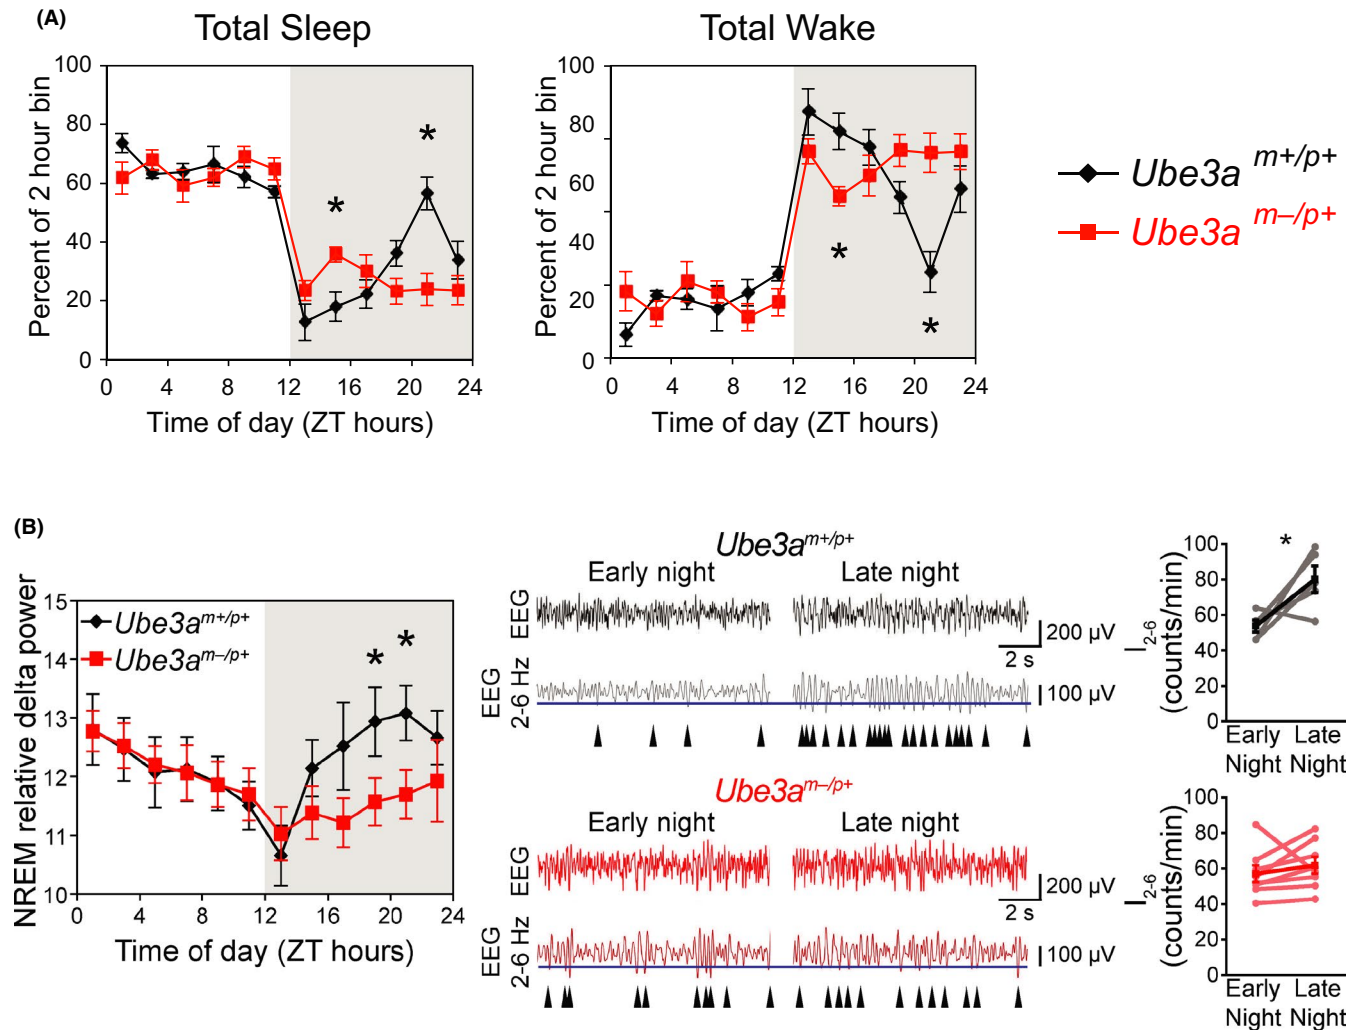 (A)
Total Sleep
Total Wake
Percent of 2 hour bin
100
80
60
40
20
0
*
*
0 4 8 12 16 20 24
Time of day (ZT hours)
Percent of 2 hour bin
100
80
60
40
20
0
*
*
0 4 8 12 16 20 24
Time of day (ZT hours)
Ube3a m+/p+
Ube3a m–/p+
(B)
NREM relative delta power
15
14
13
12
11
10
Ube3a m+/p+
Ube3a m–/p+
* *
0 4 8 12 16 20 24
Time of day (ZT hours)
Ube3a m+/p+
Early night
Late night
EEG
200 µV
2 s
EEG
2-6 Hz
100 µV
I2-6
(counts/min)
100
80
60
40
20
0
*
Early
Night
Late
Night
Ube3a m–/p+
Early night
Late night
EEG
200 µV
2 s
EEG
2-6 Hz
100 µV
I2-6
(counts/min)
100
80
60
40
20
0
Early
Night
Late
Night